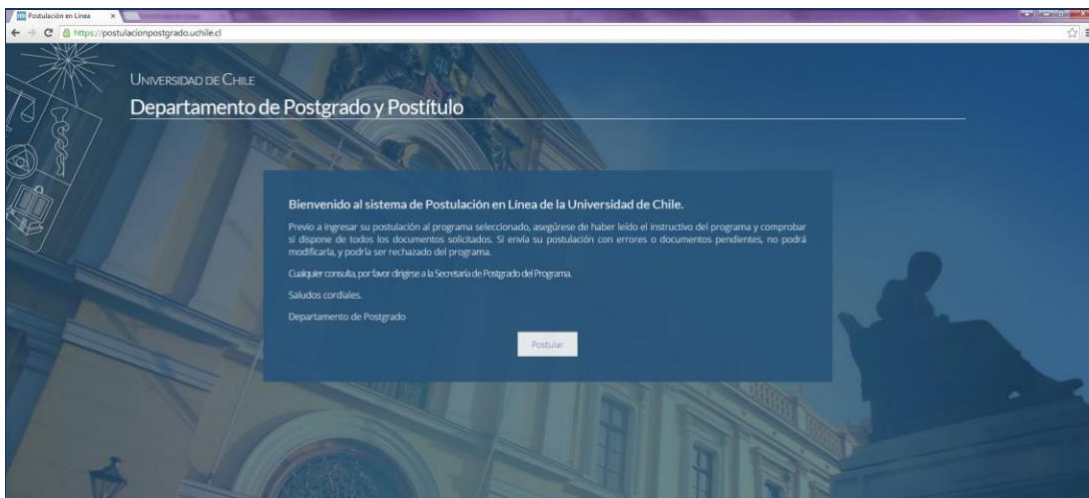 Postulación en Línea
https://postulacionpostgrado.uchile.cl
UNIVERSIDAD DE CHILE
Departamento de Postgrado y Postítulo
Bienvenido al sistema de Postulación en Línea de la Universidad de Chile.
Previo a ingresar su postulación al programa seleccionado, asegúrese de haber leído el instructivo del programa y comprobar
si dispone de todos los documentos solicitados. Si envía su postulación con errores o documentos pendientes, no podrá
modificarla, y podría ser rechazado del programa.
Cualquier consulta, por favor dirigirse a la Secretaría de Postgrado del Programa.
Saludos cordiales.
Departamento de Postgrado
Postular